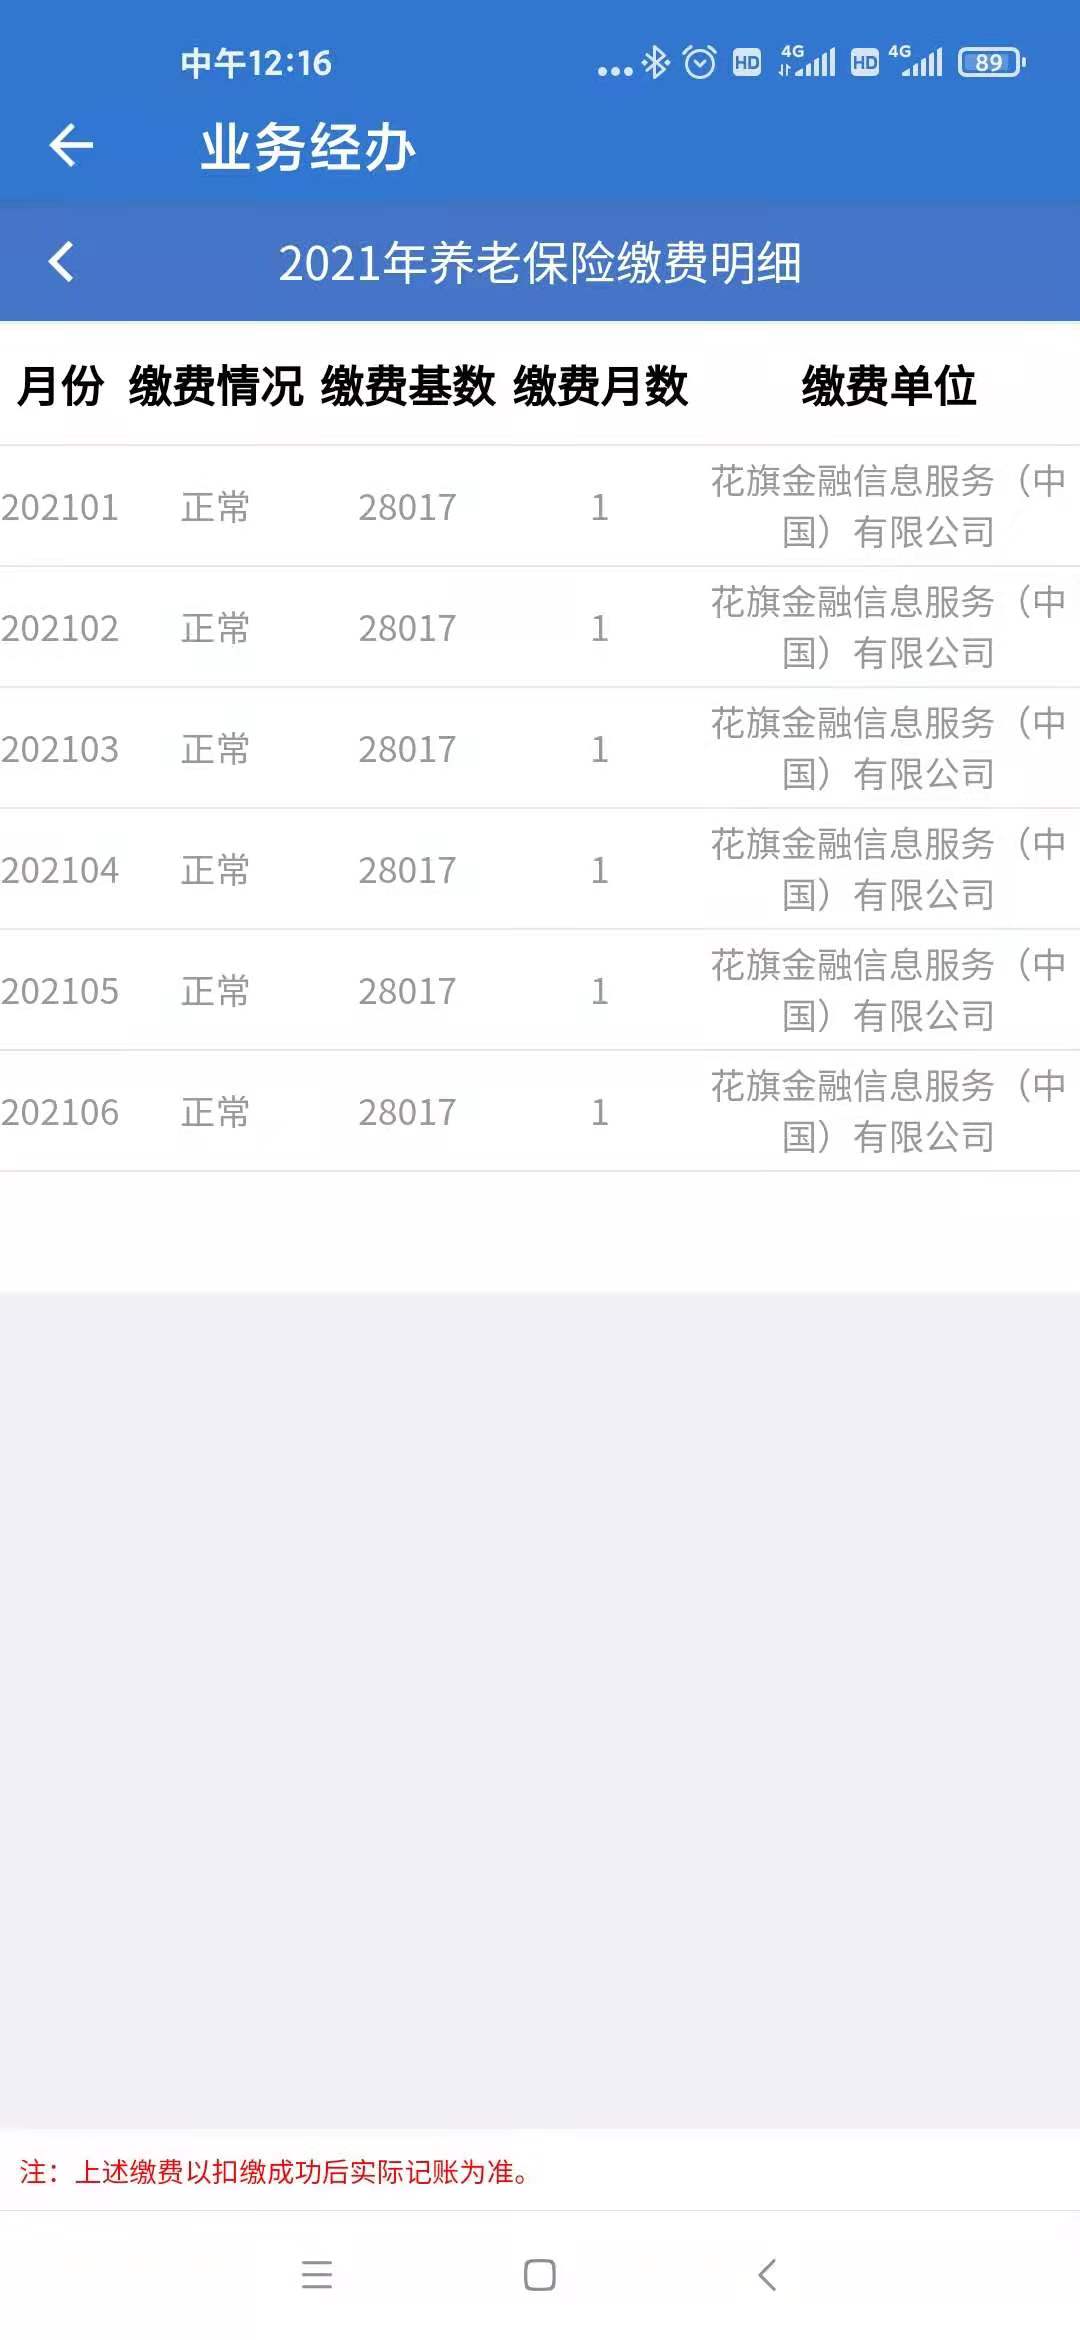 中午12:16
HD 4G HD 4G 89
业务经办
2021年养老保险缴费明细
月份 缴费情况 缴费基数 缴费月数 缴费单位
202101 正常 28017 1 花旗金融信息服务（中
国）有限公司
202102 正常 28017 1 花旗金融信息服务（中
国）有限公司
202103 正常 28017 1 花旗金融信息服务（中
国）有限公司
202104 正常 28017 1 花旗金融信息服务（中
国）有限公司
202105 正常 28017 1 花旗金融信息服务（中
国）有限公司
202106 正常 28017 1 花旗金融信息服务（中
国）有限公司
注：上述缴费以扣缴成功后实际记账为准。